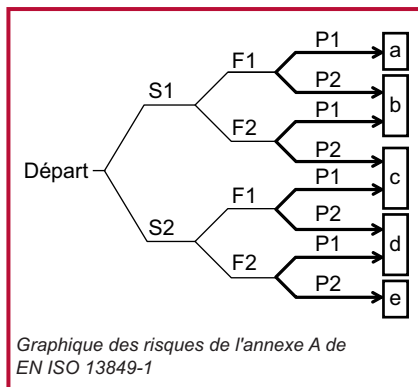 P1
a
F1
P2
S1
b
P1
F2
P2
Départ
c
P1
F1
P2
S2
d
P1
F2
P2
e
Graphique des risques de l'annexe A de
EN ISO 13849-1